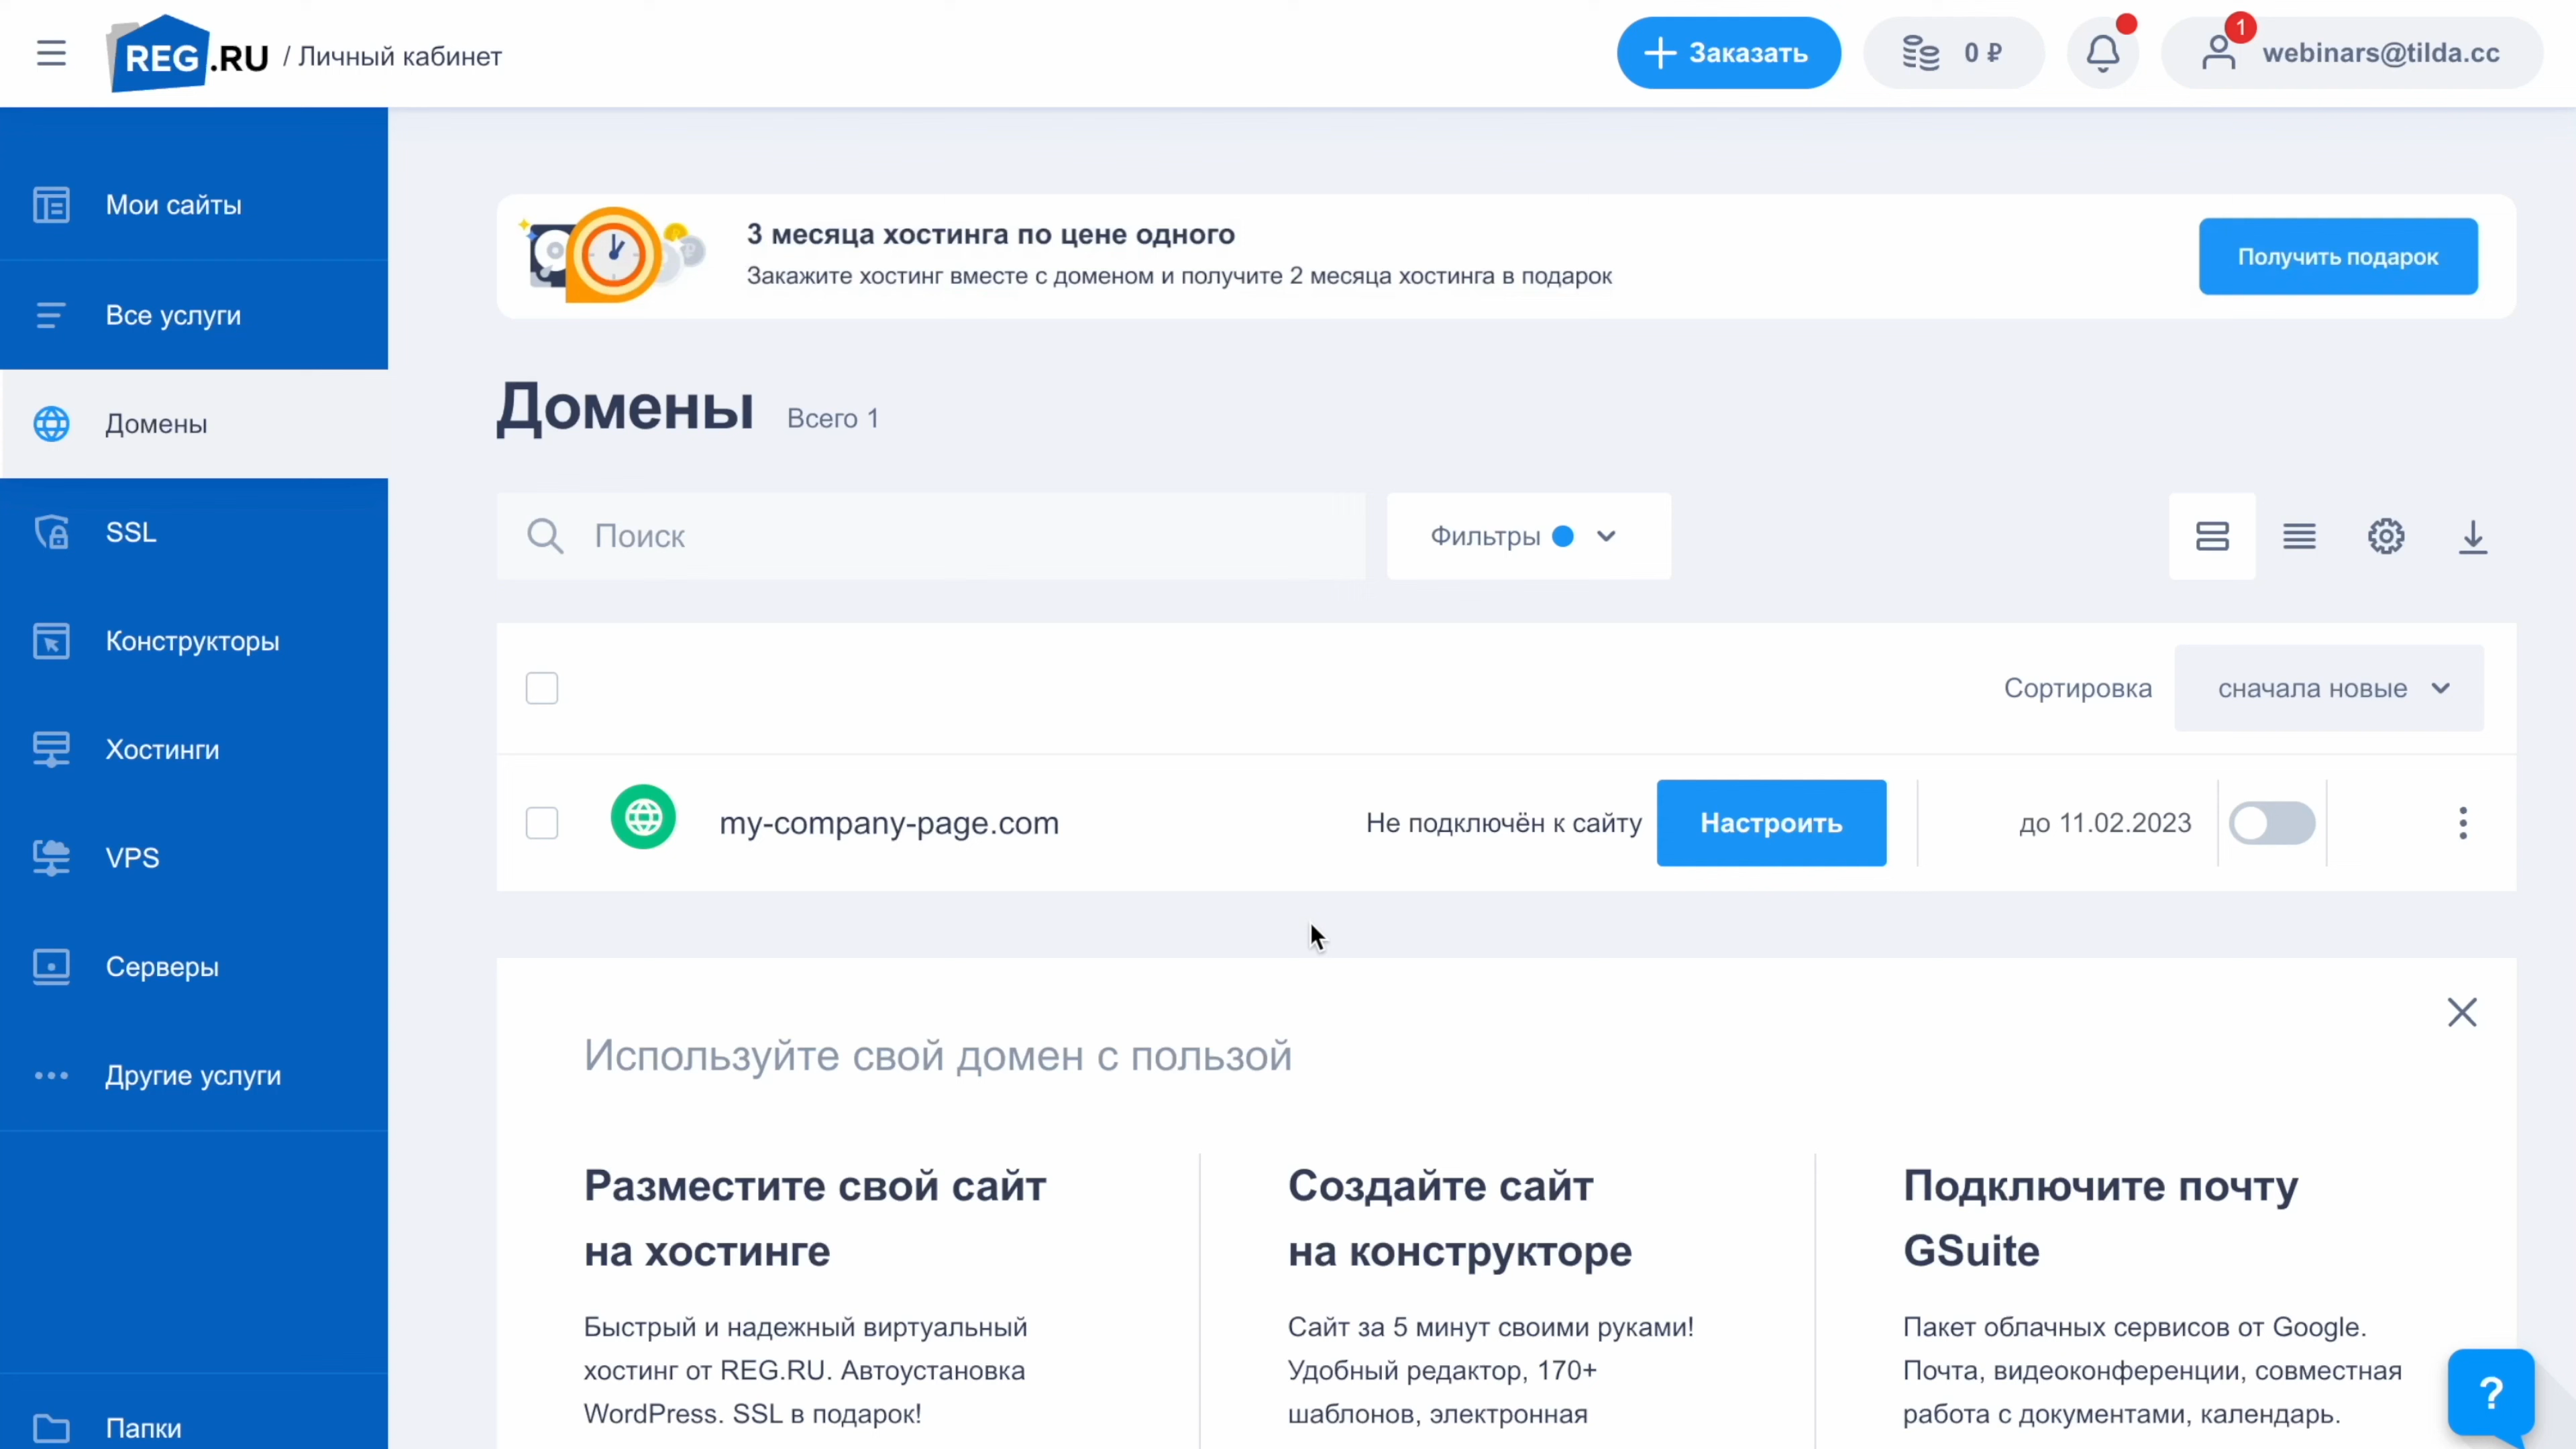 REG.RU / Личный кабинет
Заказать
0 ₽
1
webinars@tilda.cc
Мои сайты
Все услуги
Домены
SSL
Конструкторы
Хостинги
VPS
Серверы
Другие услуги
Папки
3 месяца хостинга по цене одного
Закажите хостинг вместе с доменом и получите 2 месяца хостинга в подарок
Получить подарок
Домены Всего 1
Поиск
Фильтры
Сортировка сначала новые
my-company-page.com Не подключён к сайту Настроить до 11.02.2023
Используйте свой домен с пользой
Разместите свой сайт
на хостинге
Быстрый и надежный виртуальный
хостинг от REG.RU. Автоустановка
WordPress. SSL в подарок!
Создайте сайт
на конструкторе
Сайт за 5 минут своими руками!
Удобный редактор, 170+
шаблонов, электронная
Подключите почту
GSuite
Пакет облачных сервисов от Google.
Почта, видеоконференции, совместная
работа с документами, календарь.
?